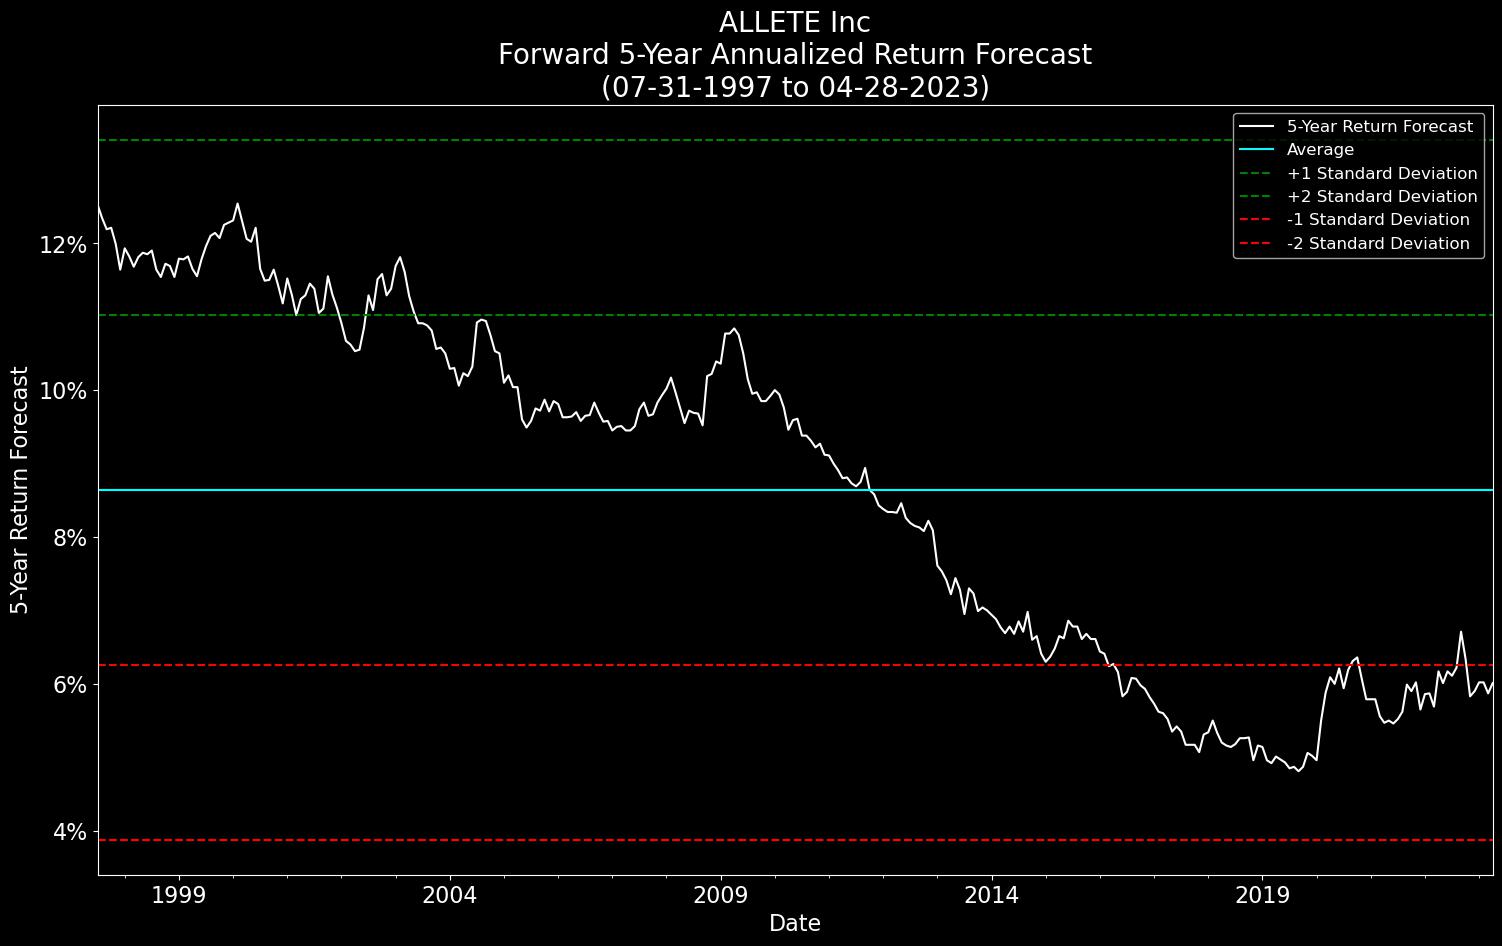 ALLETE Inc
Forward 5-Year Annualized Return Forecast
(07-31-1997 to 04-28-2023)
5-Year Return Forecast
Average
+1 Standard Deviation
+2 Standard Deviation
-1 Standard Deviation
-2 Standard Deviation
12%
10%
8%
6%
4%
5-Year Return Forecast
1999 2004 2009 2014 2019
Date